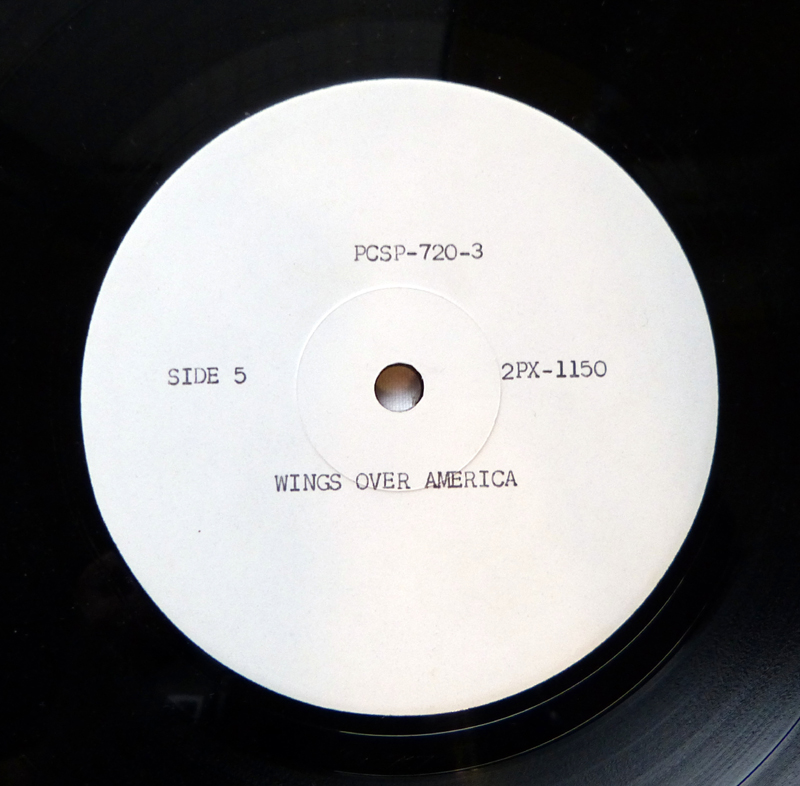 PCSP-720-3
SIDE 5
2PX-1150
WINGS OVER AMERICA